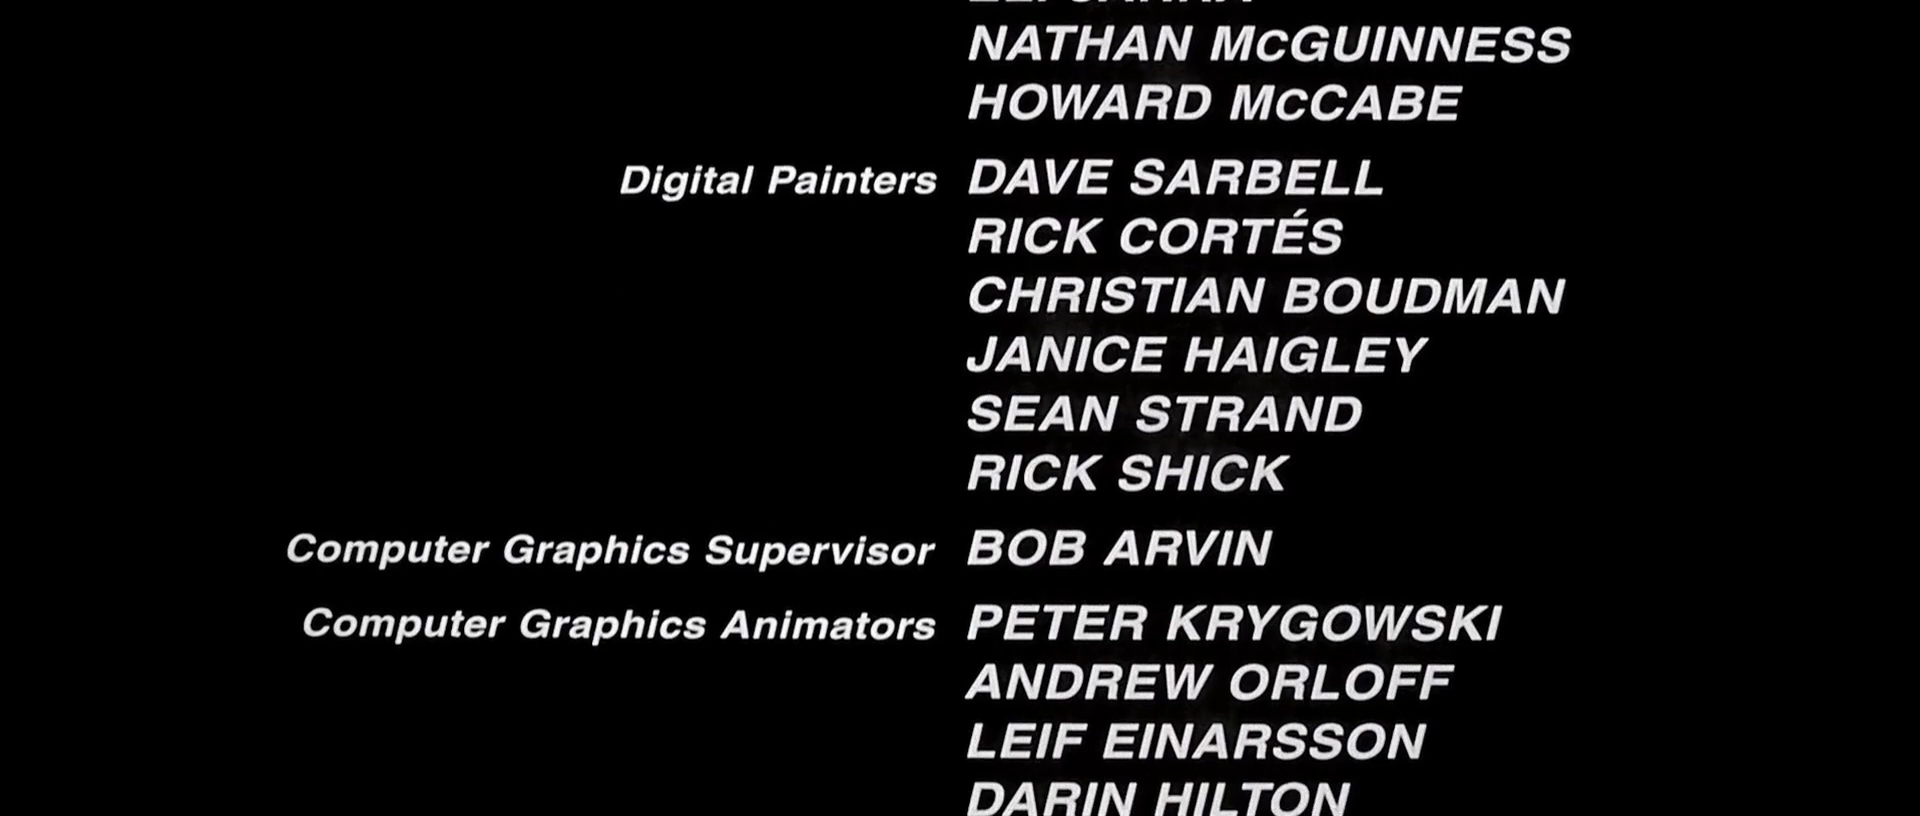 NATHAN McGUINNESS
HOWARD McCABE
Digital Painters DAVE SARBELL
RICK CORTÉS
CHRISTIAN BOUDMAN
JANICE HAIGLEY
SEAN STRAND
RICK SHICK
Computer Graphics Supervisor BOB ARVIN
Computer Graphics Animators PETER KRYGOWSKI
ANDREW ORLOFF
LEIF EINARSSON
DARIN HILTON